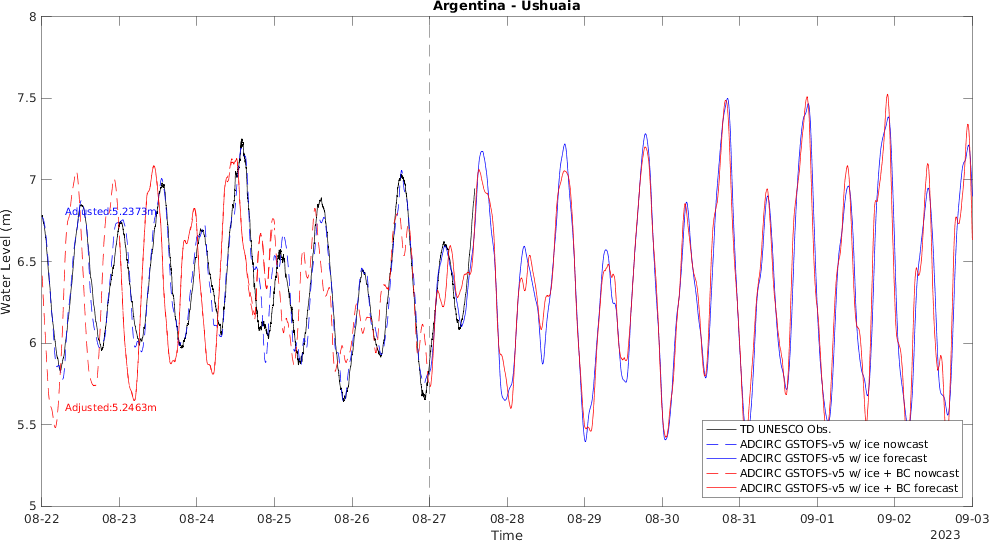 Argentina - Ushuaia
8
7.5
7
6.5
6
5.5
5
Water Level (m)
Adjusted:5.2373m
Adjusted:5.2463m
TD UNESCO Obs.
ADCIRC GSTOFS-v5 w/ ice nowcast
ADCIRC GSTOFS-v5 w/ ice forecast
ADCIRC GSTOFS-v5 w/ ice + BC nowcast
ADCIRC GSTOFS-v5 w/ ice + BC forecast
08-22 08-23 08-24 08-25 08-26 08-27 08-28 08-29 08-30 08-31 09-01 09-02 09-03
Time
2023